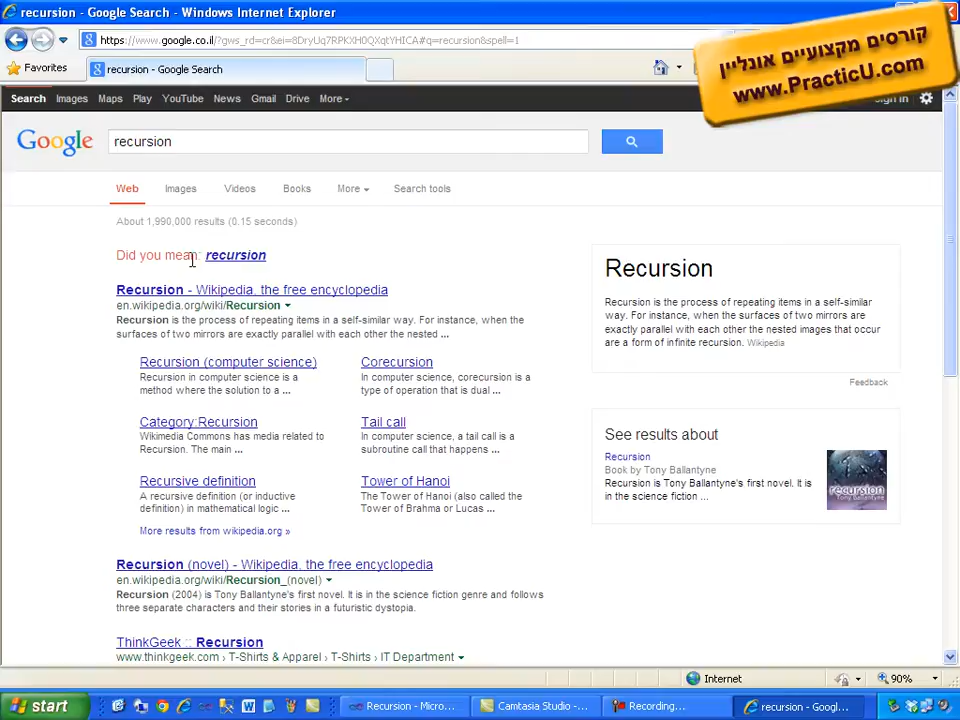 recursion - Google Search - Windows Internet Explorer
https://www.google.co.il/?gws_rd=cr&ei=8DryUq7RPKXH0QXqtYHICA#q=recursion&spell=1
קורסים מקצועיים אונליין
www.PracticU.com
Favorites
recursion - Google Search
Search Images Maps Play YouTube News Gmail Drive More
Sign in
Google
recursion
Web Images Videos Books More Search tools
About 1,990,000 results (0.15 seconds)
Did you mean: recursion
Recursion - Wikipedia, the free encyclopedia
en.wikipedia.org/wiki/Recursion
Recursion is the process of repeating items in a self-similar way. For instance, when the
surfaces of two mirrors are exactly parallel with each other the nested ...
Recursion (computer science)
Recursion in computer science is a
method where the solution to a ...
Corecursion
In computer science, corecursion is a
type of operation that is dual ...
Category:Recursion
Wikimedia Commons has media related to
Recursion. The main ...
Tail call
In computer science, a tail call is a
subroutine call that happens ...
Recursive definition
A recursive definition (or inductive
definition) in mathematical logic ...
Tower of Hanoi
The Tower of Hanoi (also called the
Tower of Brahma or Lucas ...
More results from wikipedia.org »
Recursion (novel) - Wikipedia, the free encyclopedia
en.wikipedia.org/wiki/Recursion_(novel)
Recursion (2004) is Tony Ballantyne's first novel. It is in the science fiction genre and follows
three separate characters and their stories in a futuristic dystopia.
ThinkGeek :: Recursion
www.thinkgeek.com › T-Shirts & Apparel › T-Shirts › IT Department
Recursion
Recursion is the process of repeating items in a self-similar
way. For instance, when the surfaces of two mirrors are
exactly parallel with each other the nested images that occur
are a form of infinite recursion. Wikipedia
Feedback
See results about
Recursion
Book by Tony Ballantyne
Recursion is Tony Ballantyne's first novel. It is
in the science fiction ...
recursion
Internet
90%
start
Recursion - Micro...
Camtasia Studio -...
Recording...
recursion - Googl...